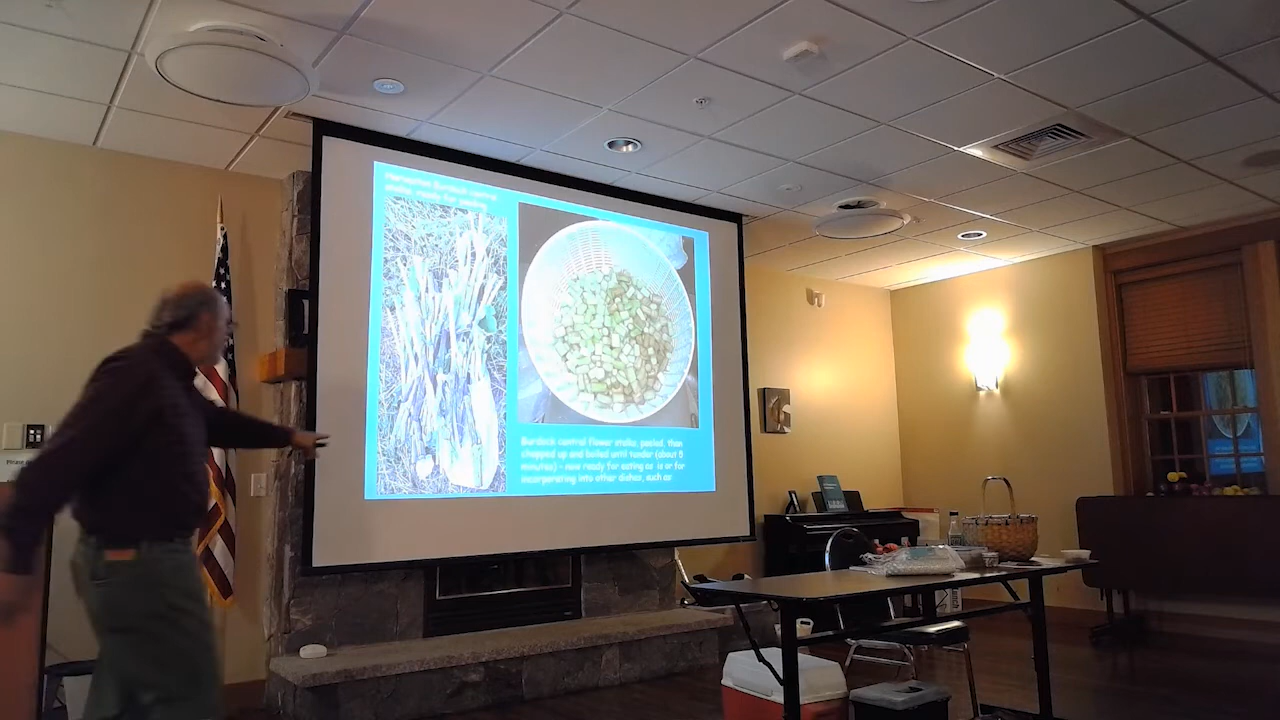 Harvested Burdock central
stalks, ready for peeling
Burdock central flower stalks, peeled, then
chopped up and boiled until tender (about 5
minutes) - now ready for eating as is or for
incorporating into other dishes, such as